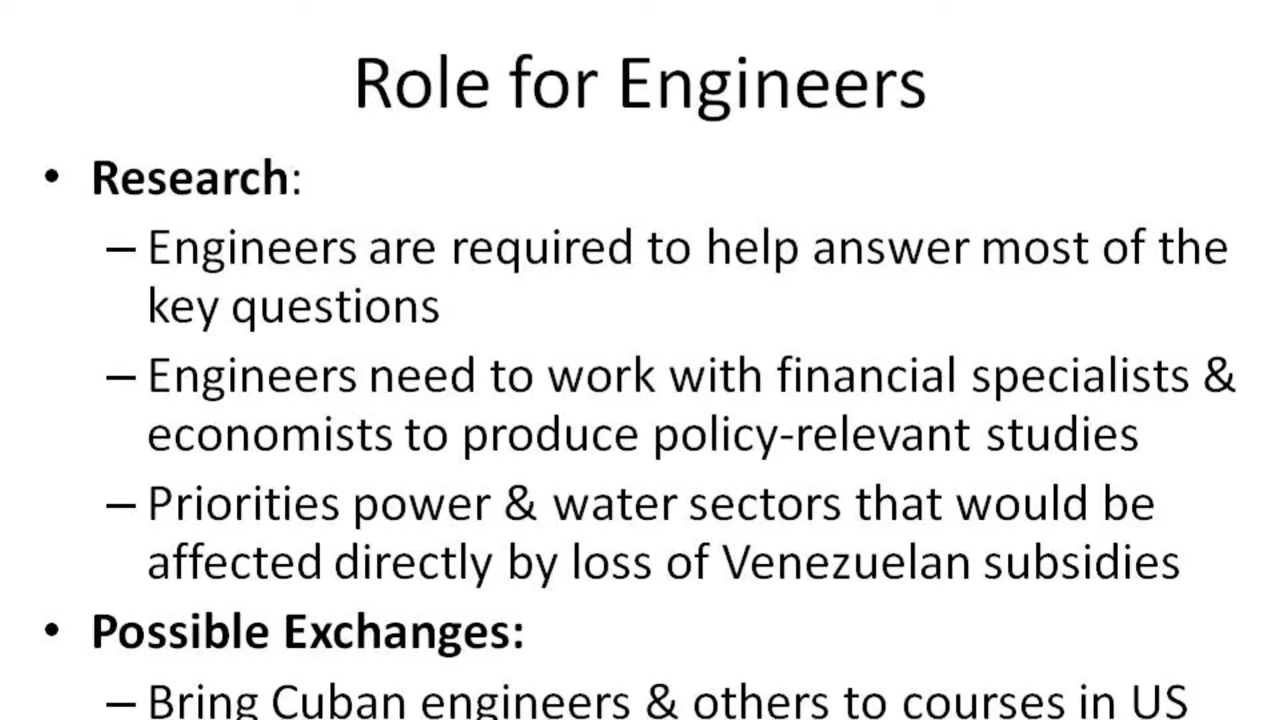 Role for Engineers
• Research:
– Engineers are required to help answer most of the
key questions
– Engineers need to work with financial specialists &
economists to produce policy-relevant studies
– Priorities power & water sectors that would be
affected directly by loss of Venezuelan subsidies
• Possible Exchanges:
– Bring Cuban engineers & others to courses in US